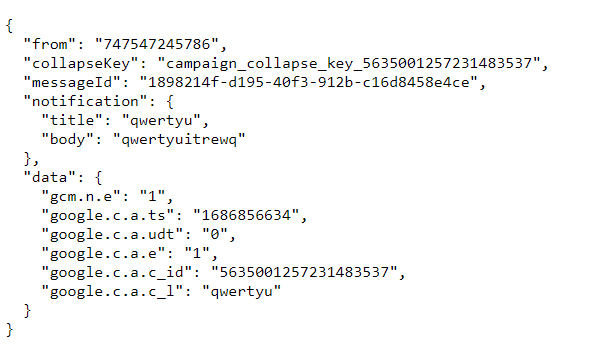 {
  "from": "747547245786",
  "collapseKey": "campaign_collapse_key_5635001257231483537",
  "messageId": "1898214f-d195-40f3-912b-c16d8458e4ce",
  "notification": {
    "title": "qwertyu",
    "body": "qwertyuitrewq"
  },
  "data": {
    "gcm.n.e": "1",
    "google.c.a.ts": "1686856634",
    "google.c.a.udt": "0",
    "google.c.a.e": "1",
    "google.c.a.c_id": "5635001257231483537",
    "google.c.a.c_l": "qwertyu"
  }
}